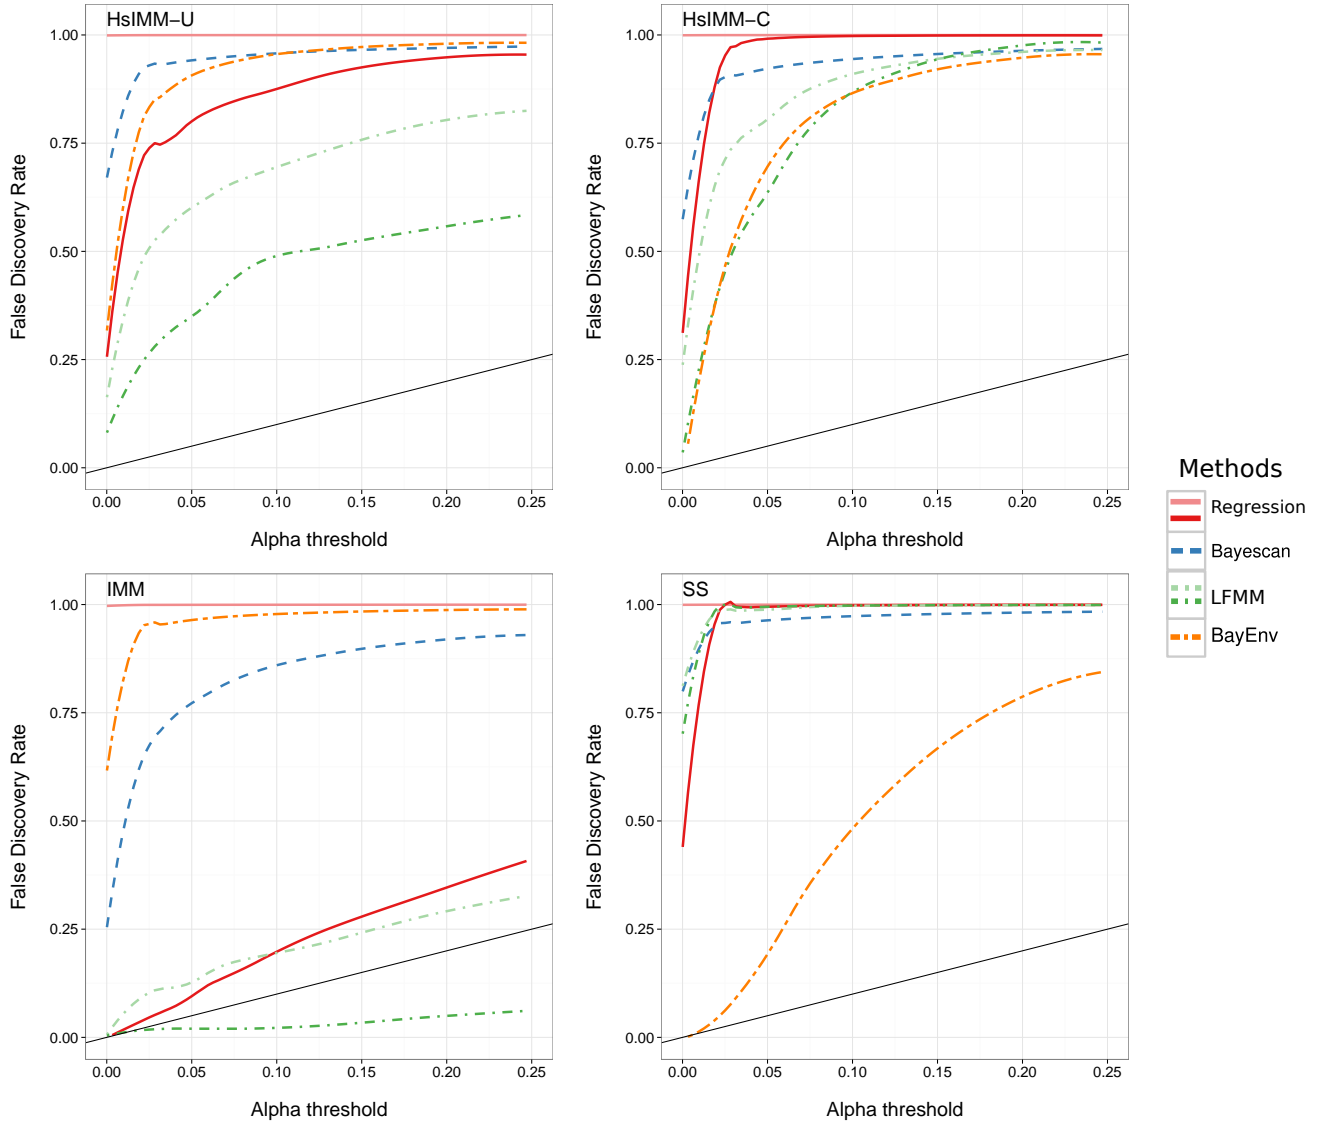 HsIMM−U
1.00
0.75
0.50
0.25
0.00
False Discovery Rate
0.00 0.05 0.10 0.15 0.20 0.25
Alpha threshold
HsIMM−C
1.00
0.75
0.50
0.25
0.00
False Discovery Rate
0.00 0.05 0.10 0.15 0.20 0.25
Alpha threshold
IMM
1.00
0.75
0.50
0.25
0.00
False Discovery Rate
0.00 0.05 0.10 0.15 0.20 0.25
Alpha threshold
SS
1.00
0.75
0.50
0.25
0.00
False Discovery Rate
0.00 0.05 0.10 0.15 0.20 0.25
Alpha threshold
Methods
Regression
Bayescan
LFMM
BayEnv